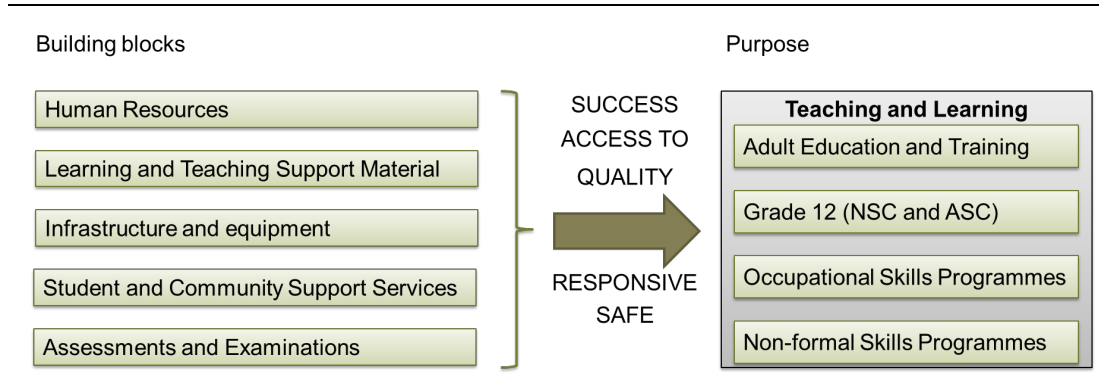 Building blocks
Human Resources
Learning and Teaching Support Material
Infrastructure and equipment
Student and Community Support Services
Assessments and Examinations
SUCCESS
ACCESS TO
QUALITY
RESPONSIVE
SAFE
Purpose
Teaching and Learning
Adult Education and Training
Grade 12 (NSC and ASC)
Occupational Skills Programmes
Non-formal Skills Programmes